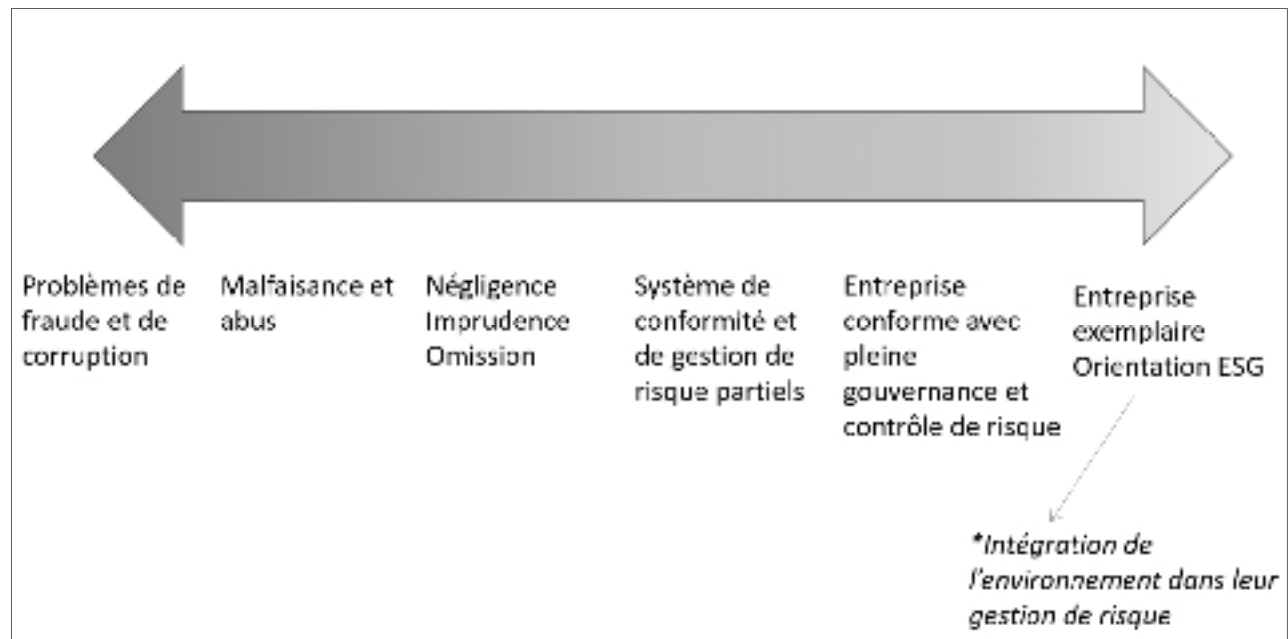 Problèmes de
fraude et de
corruption
Malfaisance et
abus
Négligence
Imprudence
Omission
Système de
conformité et
de gestion de
risque partiels
Entreprise
conforme avec
pleine
gouvernance et
contrôle de risque
Entreprise
exemplaire
Orientation ESG
*Intégration de
l'environnement dans leur
gestion de risque